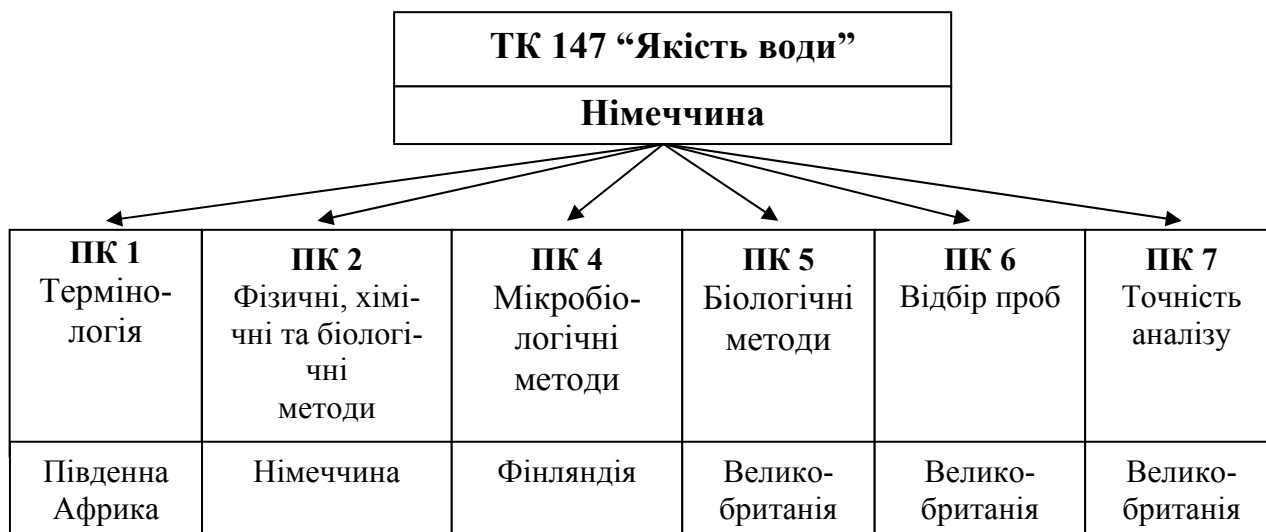 ТК 147 “Якість води”
Німеччина
ПК 1
Терміно-
логія
ПК 2
Фізичні, хімі-
чні та біологі-
чні
методи
ПК 4
Мікробіо-
логічні
методи
ПК 5
Біологічні
методи
ПК 6
Відбір проб
ПК 7
Точність
аналізу
Південна
Африка
Німеччина
Фінляндія
Велико-
британія
Велико-
британія
Велико-
британія